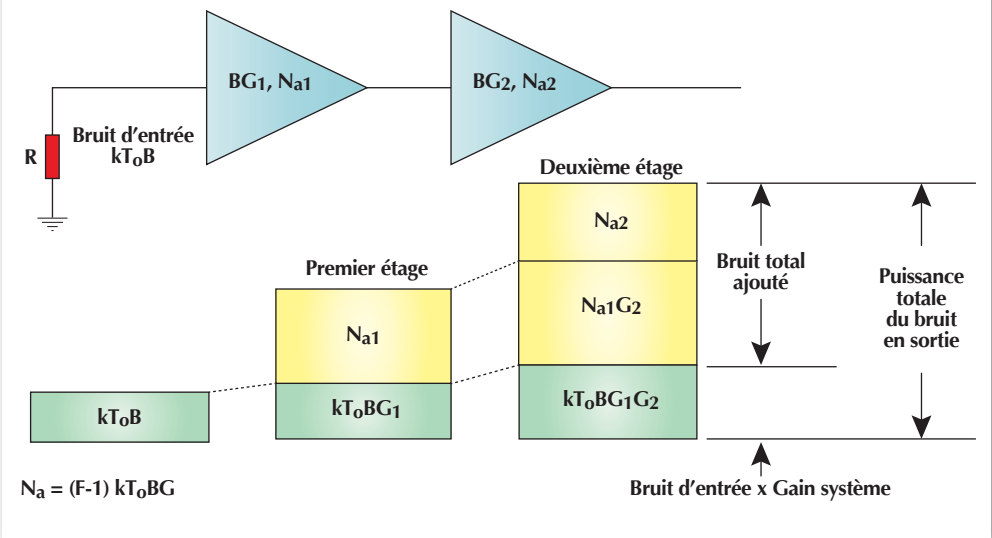 BG1, Na1
BG2, Na2
R
Bruit d'entrée
kToB
Deuxième étage
Na2
Premier étage
Bruit total
ajouté
Puissance
totale
du bruit
en sortie
Na1
Na1G2
kToB
kToBG1
kToBG1G2
Na = (F-1) kToBG
Bruit d'entrée x Gain système